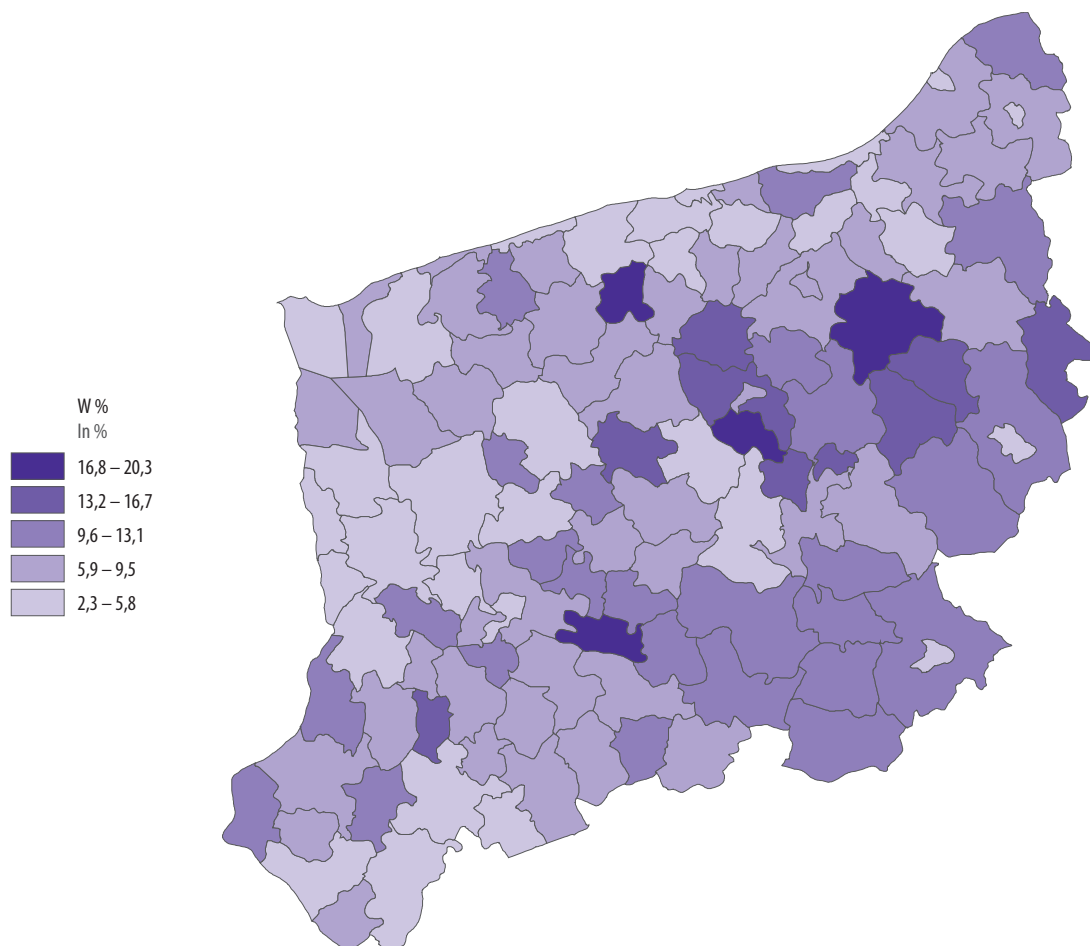 W %
In %
16,8 – 20,3
13,2 – 16,7
9,6 – 13,1
5,9 – 9,5
2,3 – 5,8